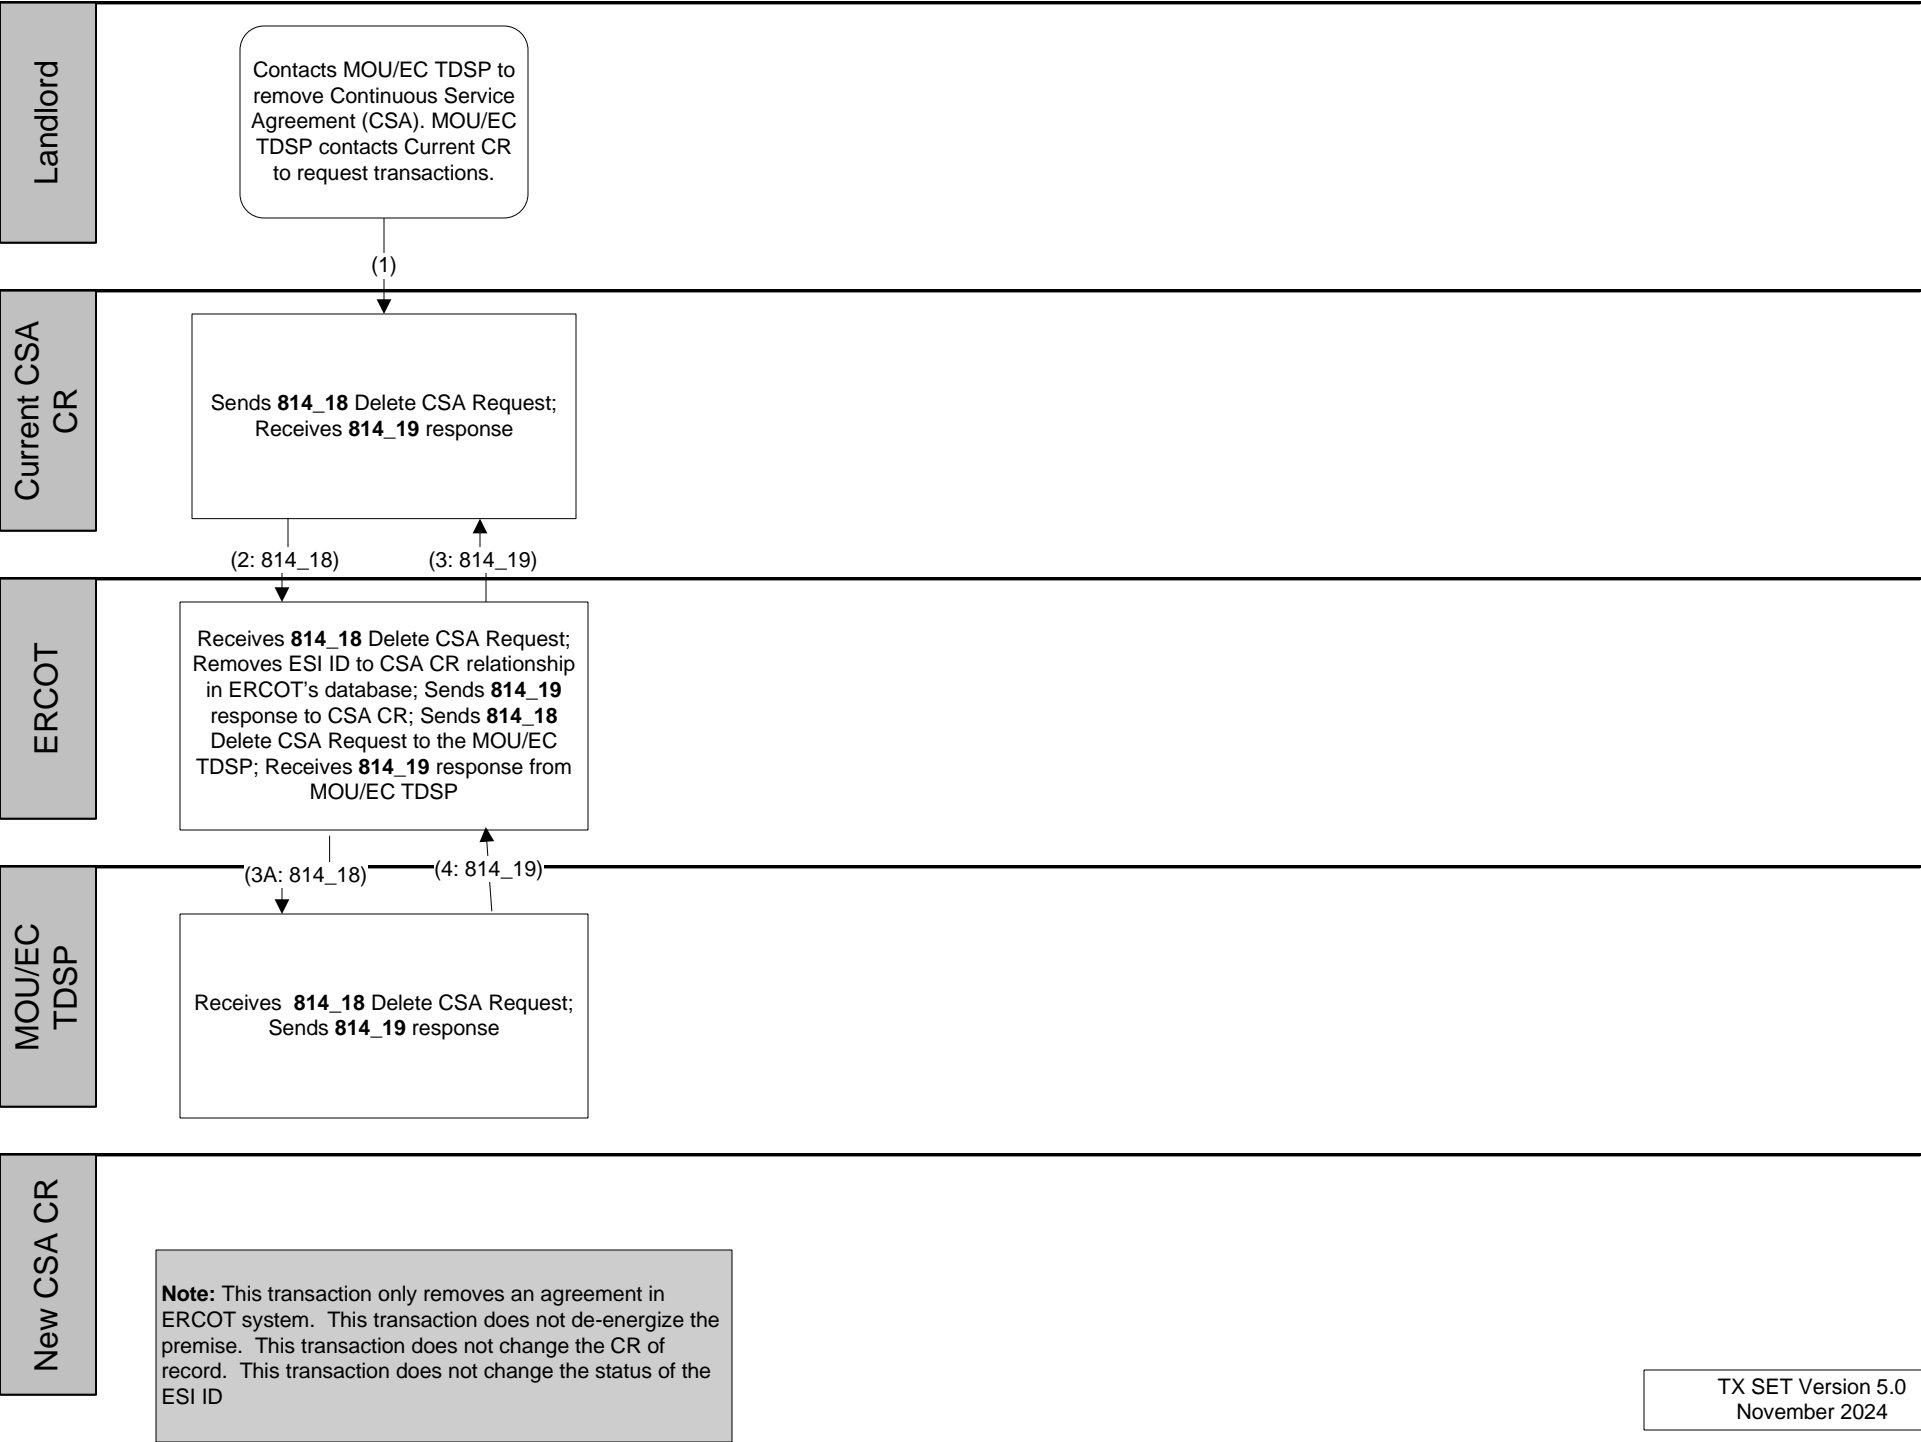 Landlord
Contacts MOU/EC TDSP to
remove Continuous Service
Agreement (CSA). MOU/EC
TDSP contacts Current CR
to request transactions.
(1)
Current CSA
CR
Sends 814_18 Delete CSA Request;
Receives 814_19 response
(2: 814_18)
(3: 814_19)
ERCOT
Receives 814_18 Delete CSA Request;
Removes ESI ID to CSA CR relationship
in ERCOT's database; Sends 814_19
response to CSA CR; Sends 814_18
Delete CSA Request to the MOU/EC
TDSP; Receives 814_19 response from
MOU/EC TDSP
(3A: 814_18)
(4: 814_19)
MOU/EC
TDSP
Receives  814_18 Delete CSA Request;
Sends 814_19 response
New CSA CR
Note: This transaction only removes an agreement in
ERCOT system.  This transaction does not de-energize the
premise.  This transaction does not change the CR of
record.  This transaction does not change the status of the
ESI ID
TX SET Version 5.0
November 2024